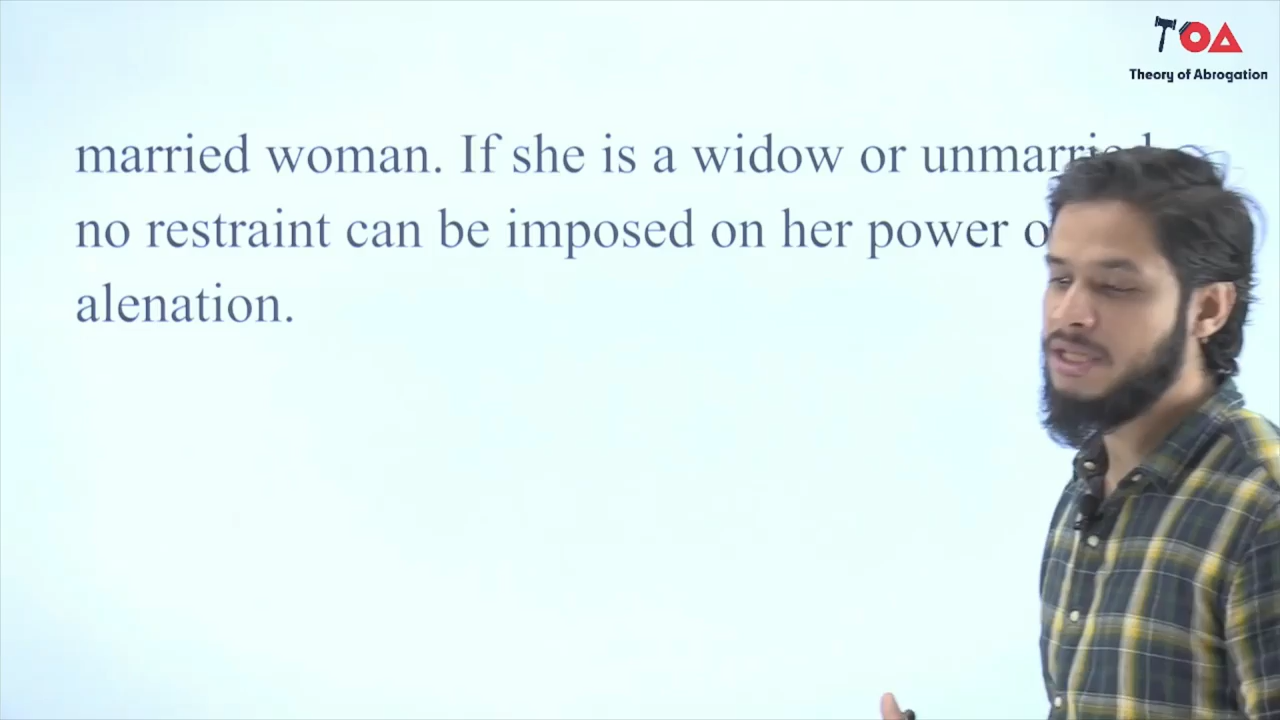 TOA
Theory of Abrogation
married woman. If she is a widow or unmarried
no restraint can be imposed on her power
alenation.